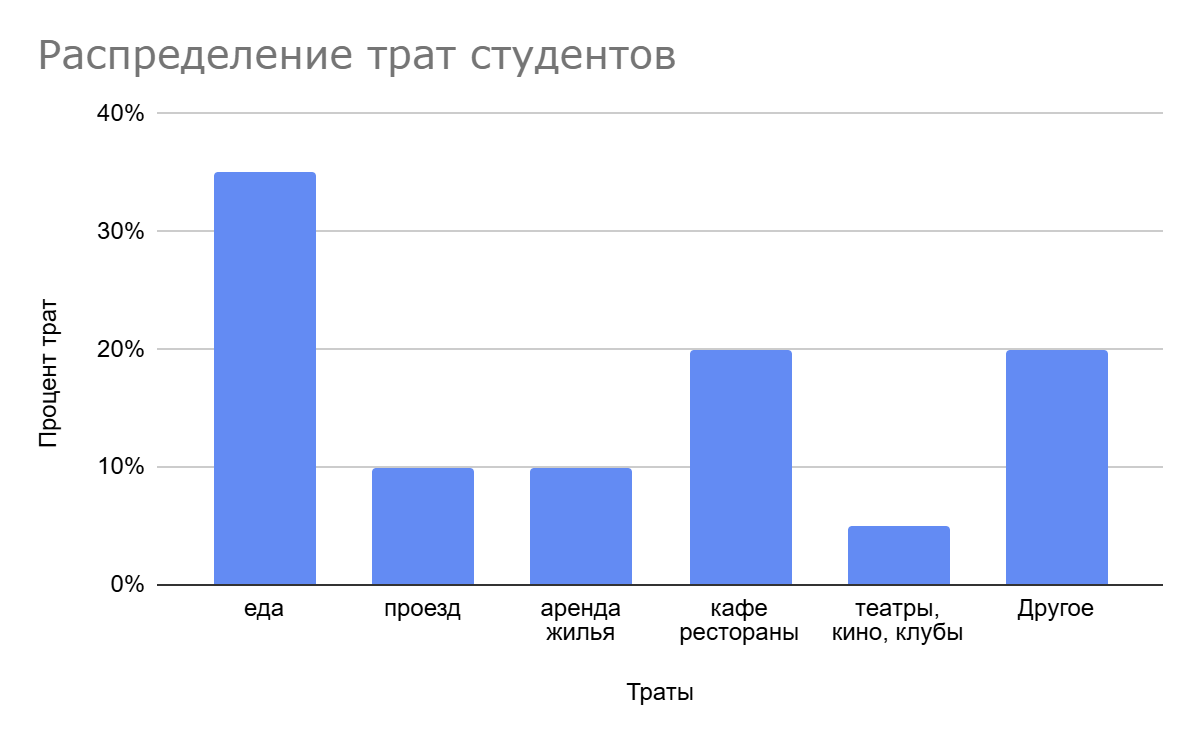 Распределение трат студентов
40%
30%
20%
10%
0%
Процент трат
еда
проезд
аренда
жилья
кафе
рестораны
театры,
кино, клубы
Другое
Траты